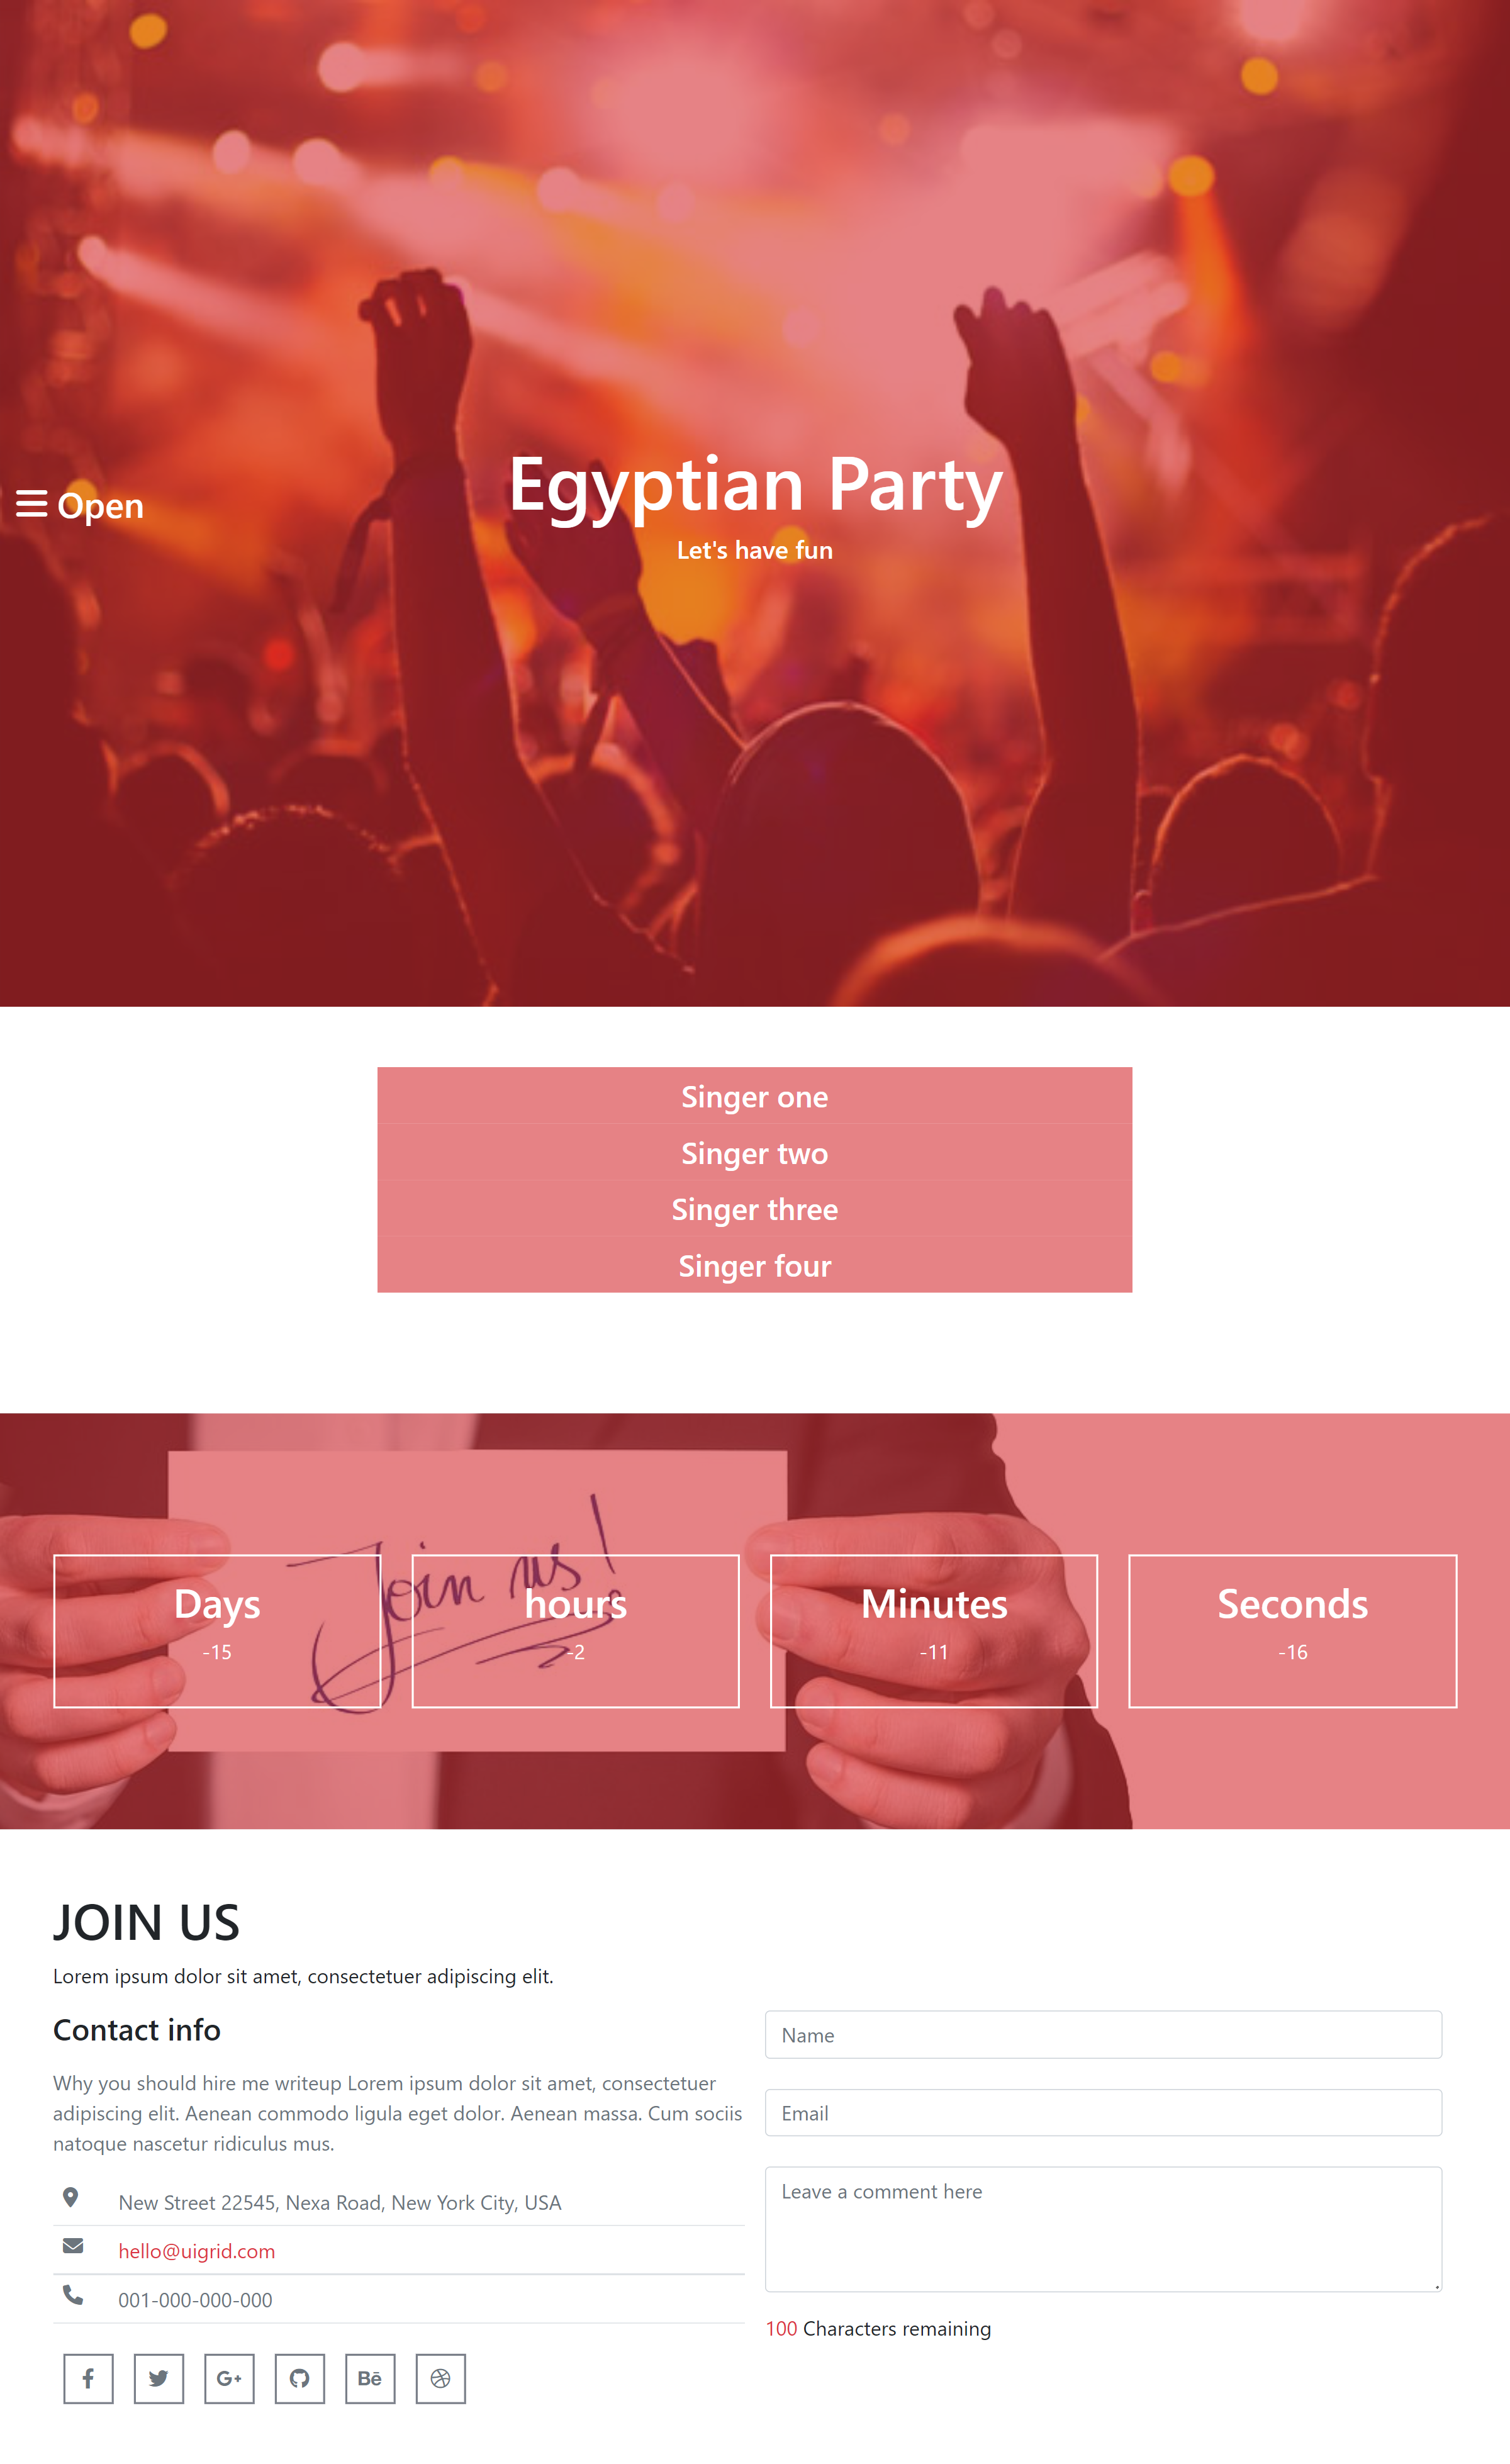 Egyptian Party
Open
Let's have fun
Singer one
Singer two
Singer three
Singer four
Join us!
Days
-15
hours
-2
Minutes
-11
Seconds
-16
JOIN US
Lorem ipsum dolor sit amet, consectetuer adipiscing elit.
Contact info
Why you should hire me writeup Lorem ipsum dolor sit amet, consectetuer
adipiscing elit. Aenean commodo ligula eget dolor. Aenean massa. Cum sociis
natoque nascetur ridiculus mus.
New Street 22545, Nexa Road, New York City, USA
hello@uigrid.com
001-000-000-000
f
G+
Bē
Name
Email
Leave a comment here
100 Characters remaining